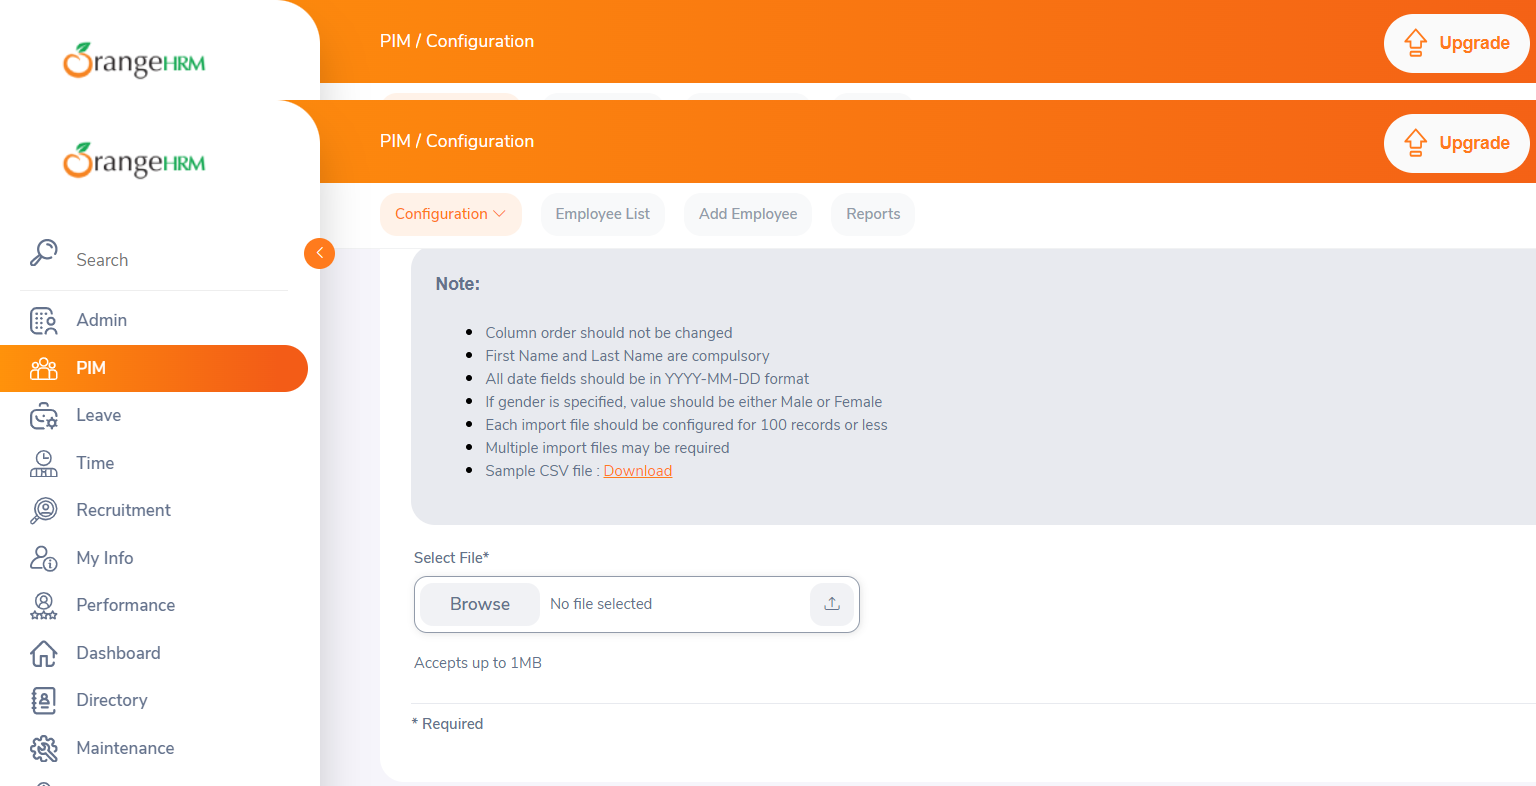 OrangeHRM
PIM / Configuration
Upgrade
OrangeHRM
PIM / Configuration
Upgrade
Configuration
Employee List
Add Employee
Reports
Search
Admin
PIM
Leave
Time
Recruitment
My Info
Performance
Dashboard
Directory
Maintenance
Note:
Column order should not be changed
First Name and Last Name are compulsory
All date fields should be in YYYY-MM-DD format
If gender is specified, value should be either Male or Female
Each import file should be configured for 100 records or less
Multiple import files may be required
Sample CSV file : Download
Select File*
Browse No file selected
Accepts up to 1MB
* Required